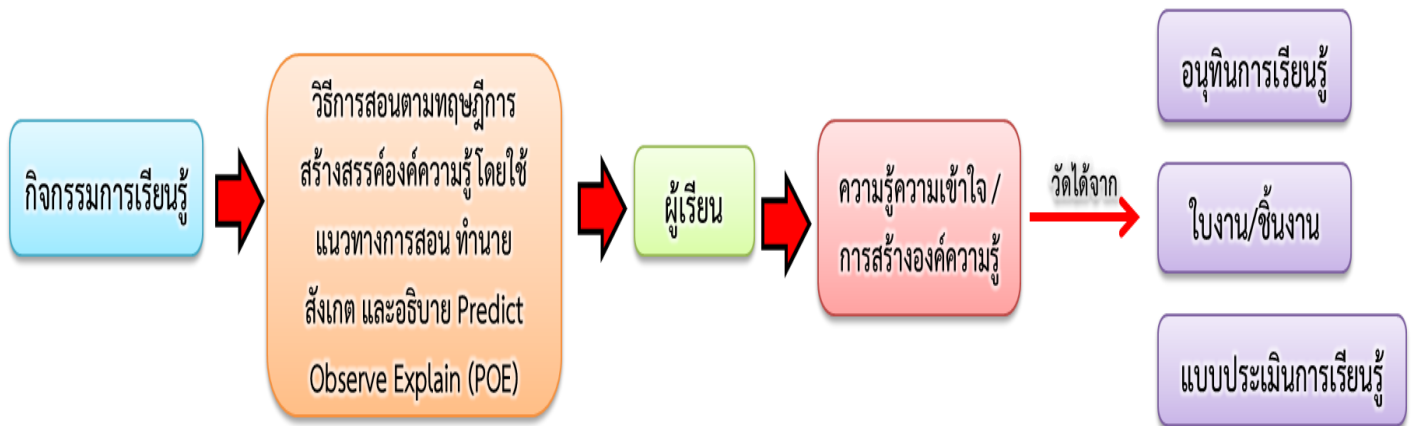 กิจกรรมการเรียนรู้
วิธีการสอนตามทฤษฎีการ
สร้างสรรค์องค์ความรู้ โดยใช้
แนวทางการสอน ทำนาย
สังเกต และอธิบาย Predict
Observe Explain (POE)
ผู้เรียน
ความรู้ความเข้าใจ /
การสร้างองค์ความรู้
วัดได้จาก
อนุทินการเรียนรู้
ใบงาน/ชิ้นงาน
แบบประเมินการเรียนรู้